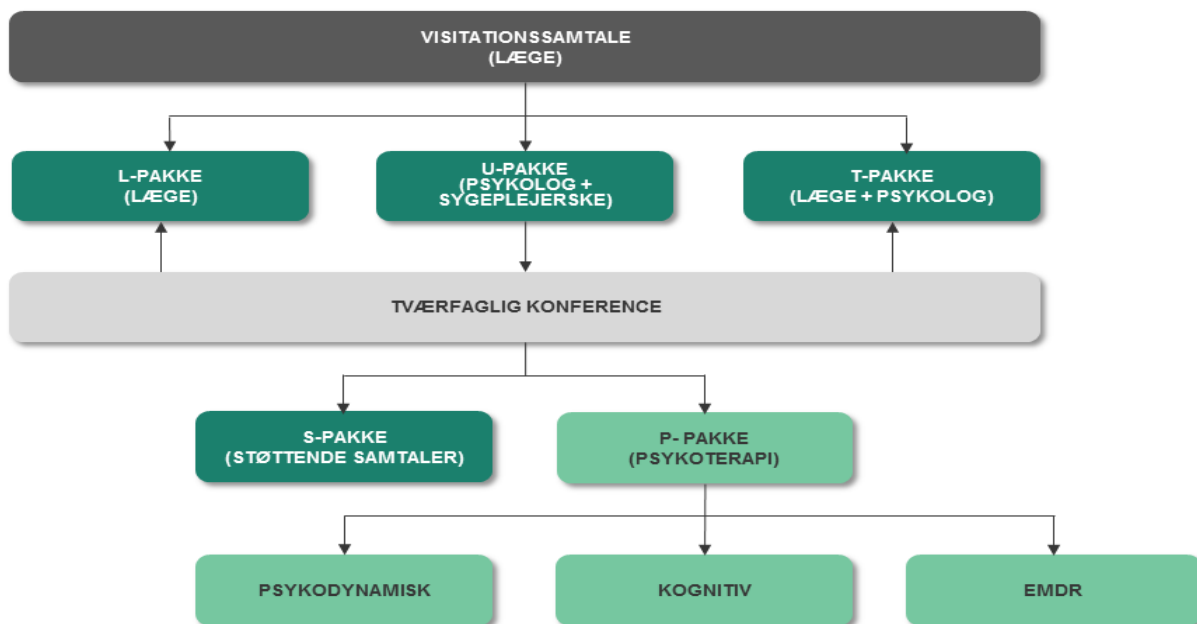 VISITATIONSSAMTALE
(LÆGE)
L-PAKKE
(LÆGE)
U-PAKKE
(PSYKOLOG +
SYGEPLEJERSKE)
T-PAKKE
(LÆGE + PSYKOLOG)
TVÆRFAGLIG KONFERENCE
S-PAKKE
(STØTTENDE SAMTALER)
P- PAKKE
(PSYKOTERAPI)
PSYKODYNAMISK
KOGNITIV
EMDR